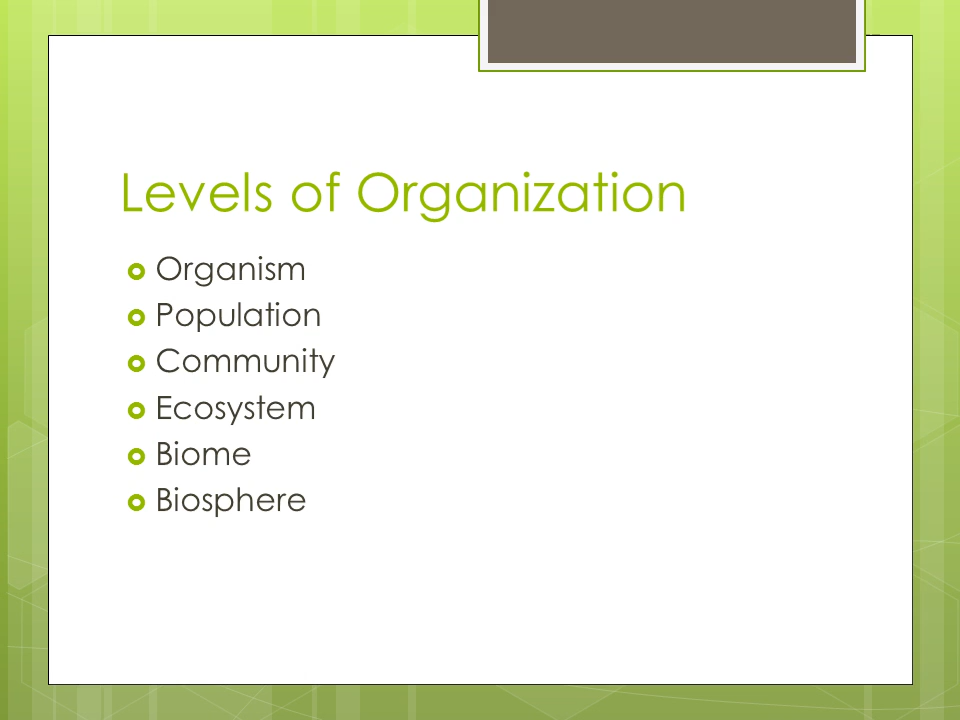 Levels of Organization
Organism
Population
Community
Ecosystem
Biome
Biosphere